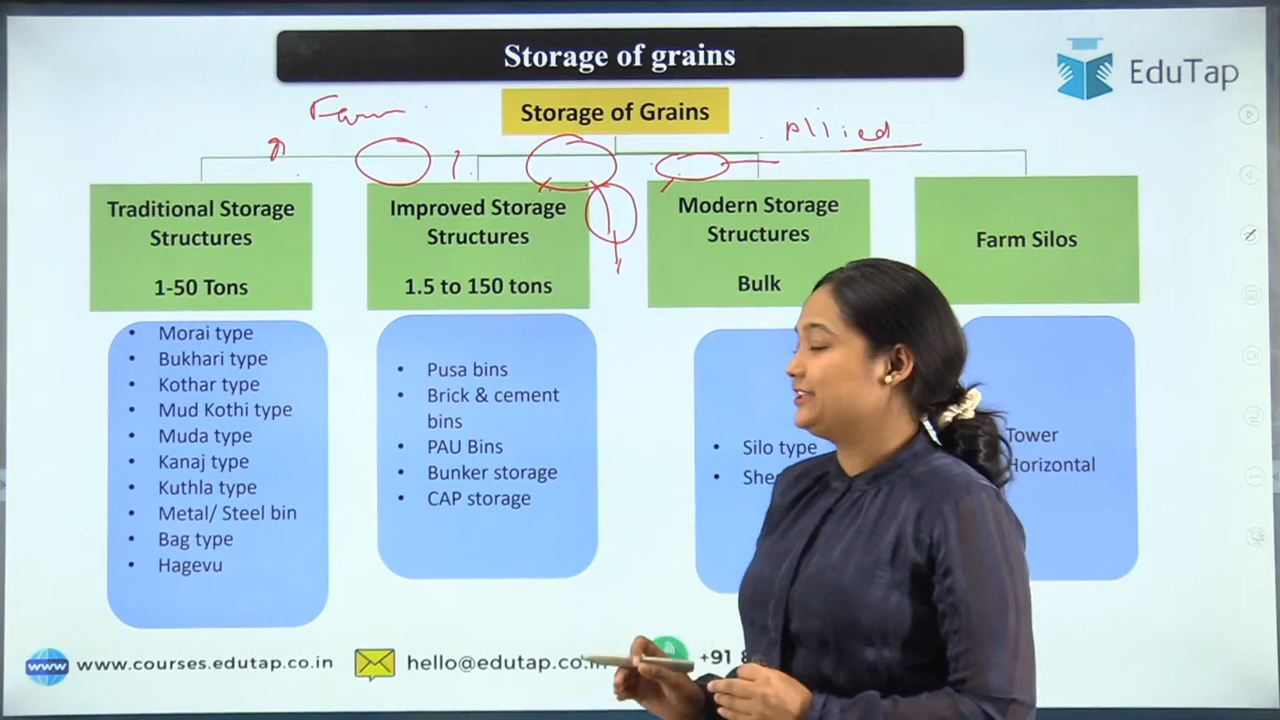 Storage of grains
EduTap
Storage of Grains
Farm
Plied
Traditional Storage
Structures
1-50 Tons
• Morai type
• Bukhari type
• Kothar type
• Mud Kothi type
• Muda type
• Kanaj type
• Kuthla type
• Metal/ Steel bin
• Bag type
• Hagevu
Improved Storage
Structures
1.5 to 150 tons
• Pusa bins
• Brick & cement
bins
• PAU Bins
• Bunker storage
• CAP storage
Modern Storage
Structures
Bulk
• Silo type
•
Farm Silos
Tower
Horizontal
www www.courses.edutap.co.in
hello@edutap.co.in
+91 8